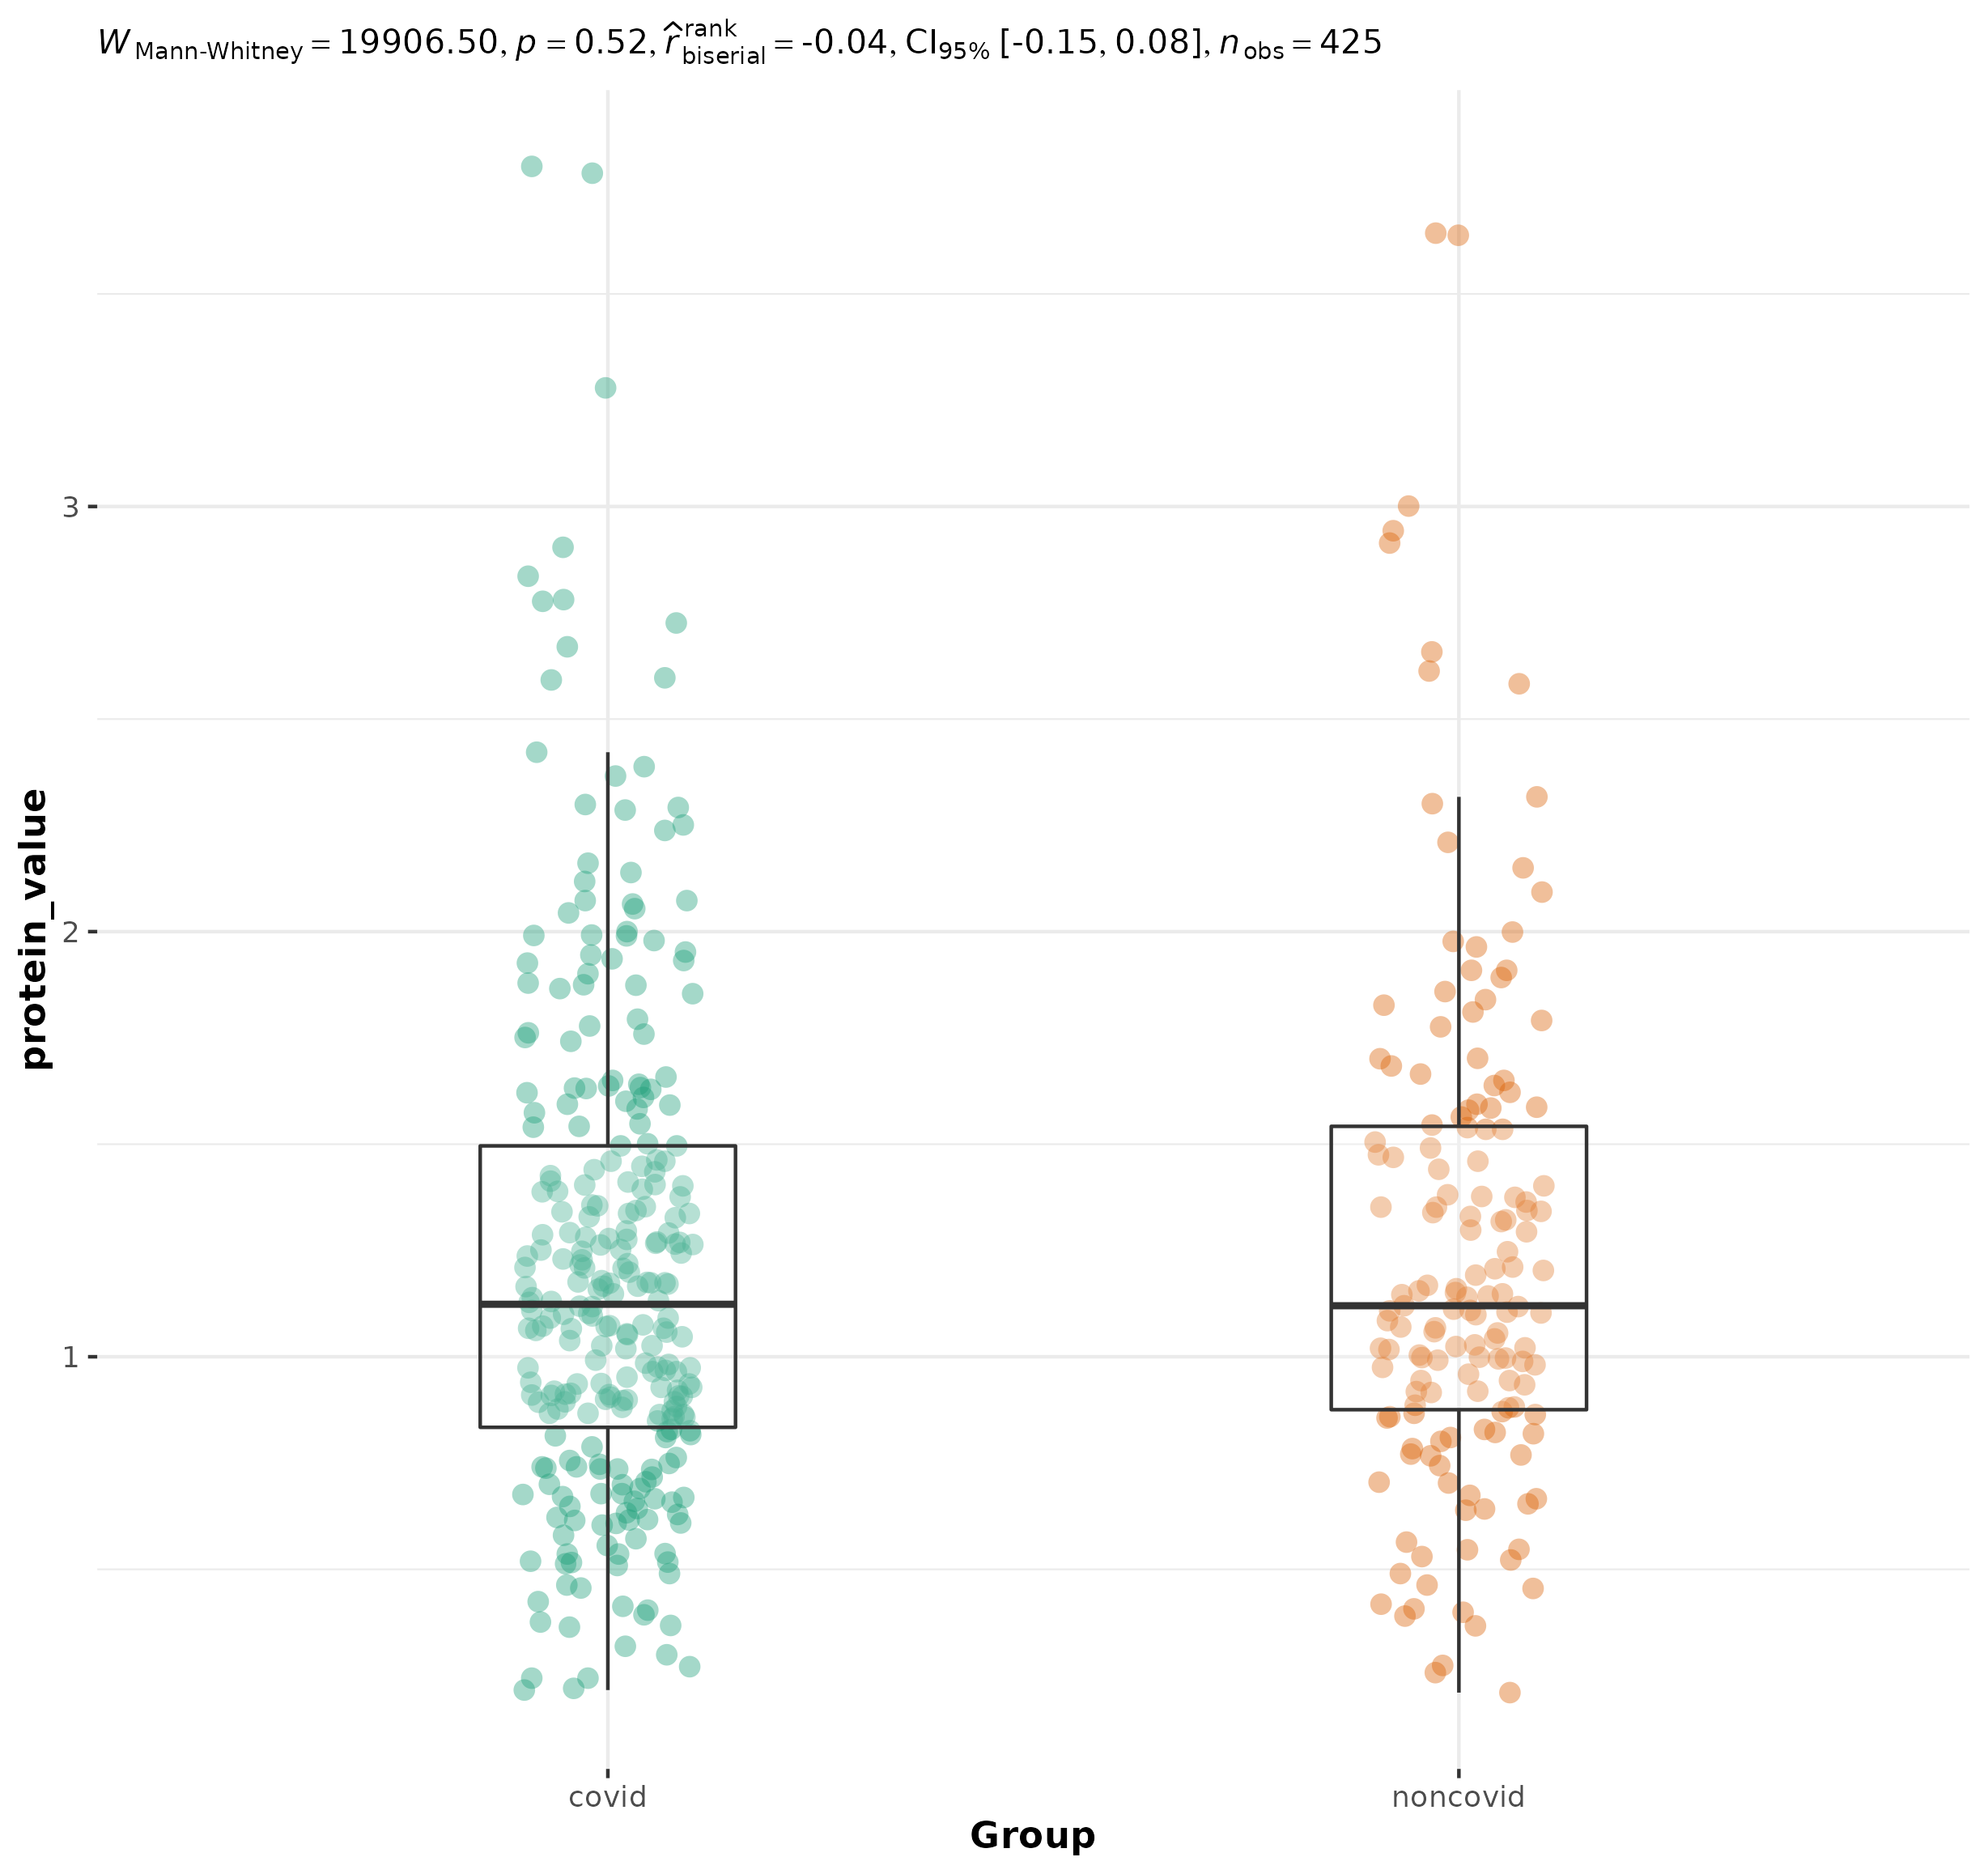 W Mann-Whitney = 19906.50, p = 0.52, r̂ rank biserial = -0.04, CI95% [-0.15, 0.08], n obs = 425
protein_value
3
2
1
covid noncovid
Group